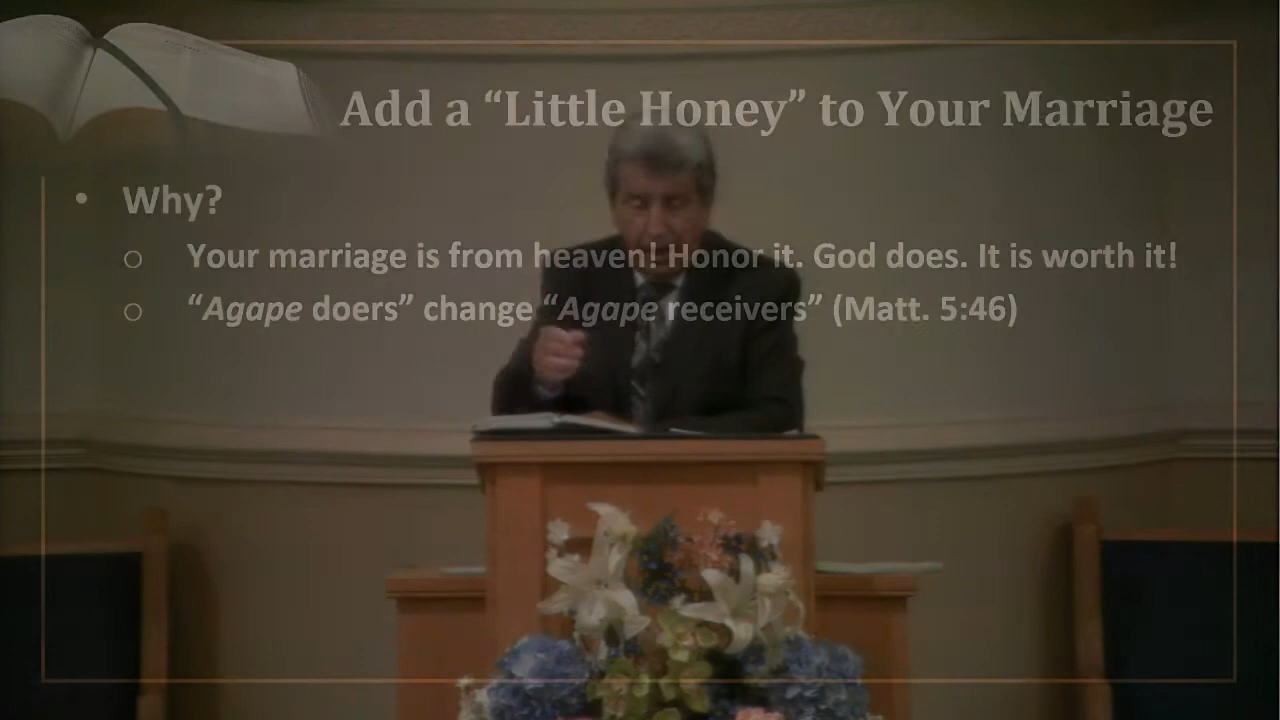 Add a “Little Honey” to Your Marriage
• Why?
o Your marriage is from heaven! Honor it. God does. It is worth it!
o “Agape doers” change “Agape receivers” (Matt. 5:46)